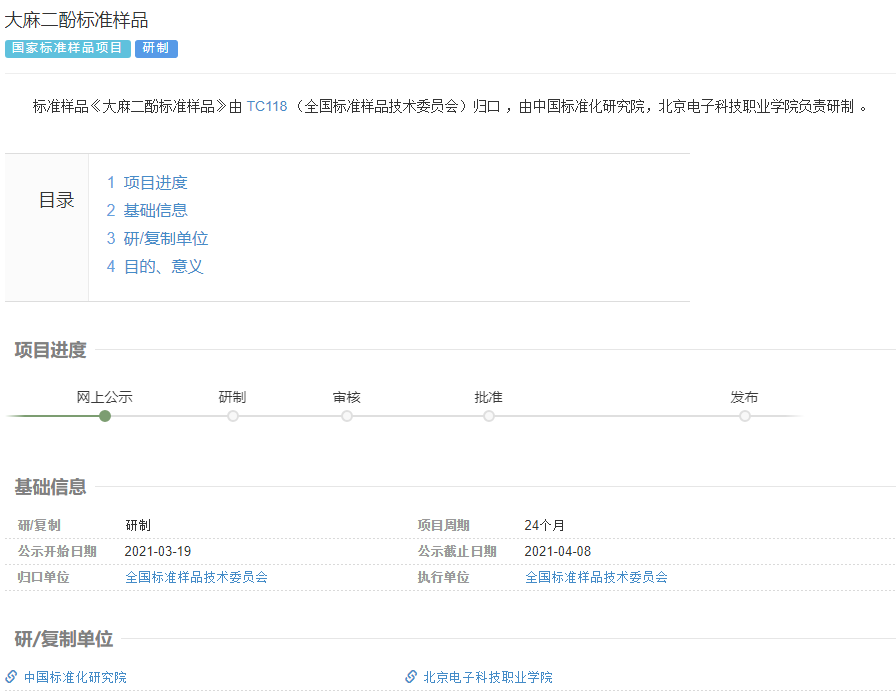 大麻二酚标准样品
国家标准样品项目 研制
标准样品《大麻二酚标准样品》由 TC118 （全国标准样品技术委员会）归口 ，由中国标准化研究院，北京电子科技职业学院负责研制 。
目录
1 项目进度
2 基础信息
3 研/复制单位
4 目的、意义
项目进度
网上公示 研制 审核 批准 发布
基础信息
研/复制 研制 项目周期 24个月
公示开始日期 2021-03-19 公示截止日期 2021-04-08
归口单位 全国标准样品技术委员会 执行单位 全国标准样品技术委员会
研/复制单位
中国标准化研究院 北京电子科技职业学院